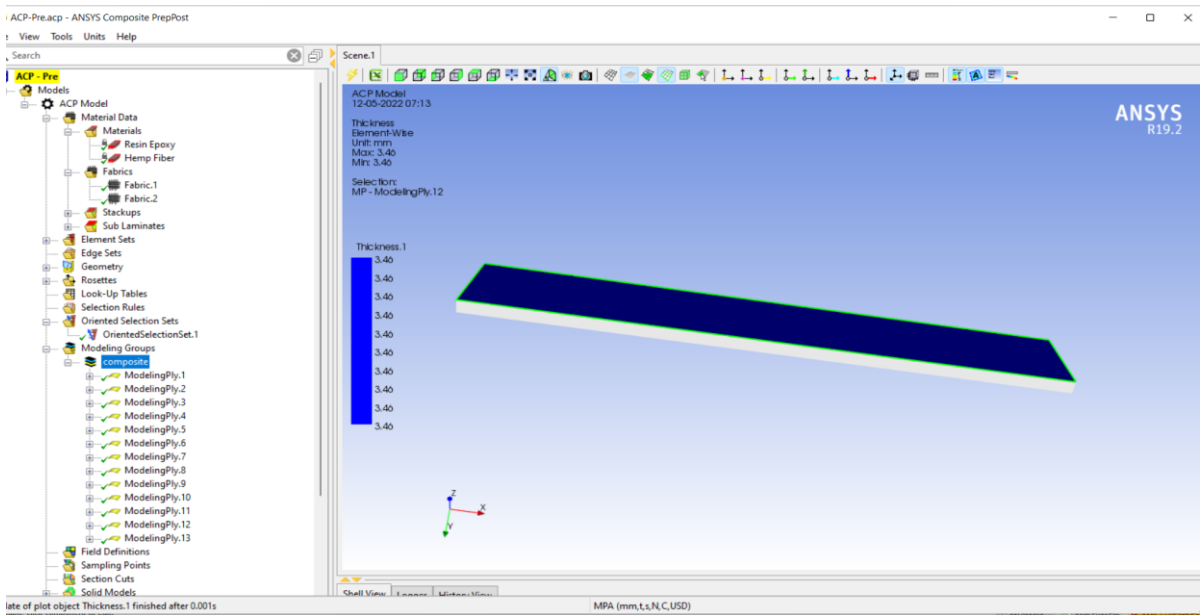 ACP-Pre.acp - ANSYS Composite PrepPost
View Tools Units Help
Search
Scene.1
ACP - Pre
Models
ACP Model
Material Data
Materials
Resin Epoxy
Hemp Fiber
Fabrics
Fabric.1
Fabric.2
Stackups
Sub Laminates
Element Sets
Edge Sets
Geometry
Rosettes
Look-Up Tables
Selection Rules
Oriented Selection Sets
OrientedSelectionSet.1
Modeling Groups
composite
ModelingPly.1
ModelingPly.2
ModelingPly.3
ModelingPly.4
ModelingPly.5
ModelingPly.6
ModelingPly.7
ModelingPly.8
ModelingPly.9
ModelingPly.10
ModelingPly.11
ModelingPly.12
ModelingPly.13
Field Definitions
Sampling Points
Section Cuts
Solid Models
ACP Model
12-05-2022 07:13
Thickness
Element-Wise
Unit: mm
Max: 3.46
Min: 3.46
Selection:
MP - ModelingPly.12
ANSYS
R19.2
Thickness.1
3.46
3.46
3.46
3.46
3.46
3.46
3.46
3.46
3.46
3.46
Z
X
Y
Shell View Logger History View
late of plot object Thickness.1 finished after 0.001s
MPA (mm,t,s,N,C,USD)